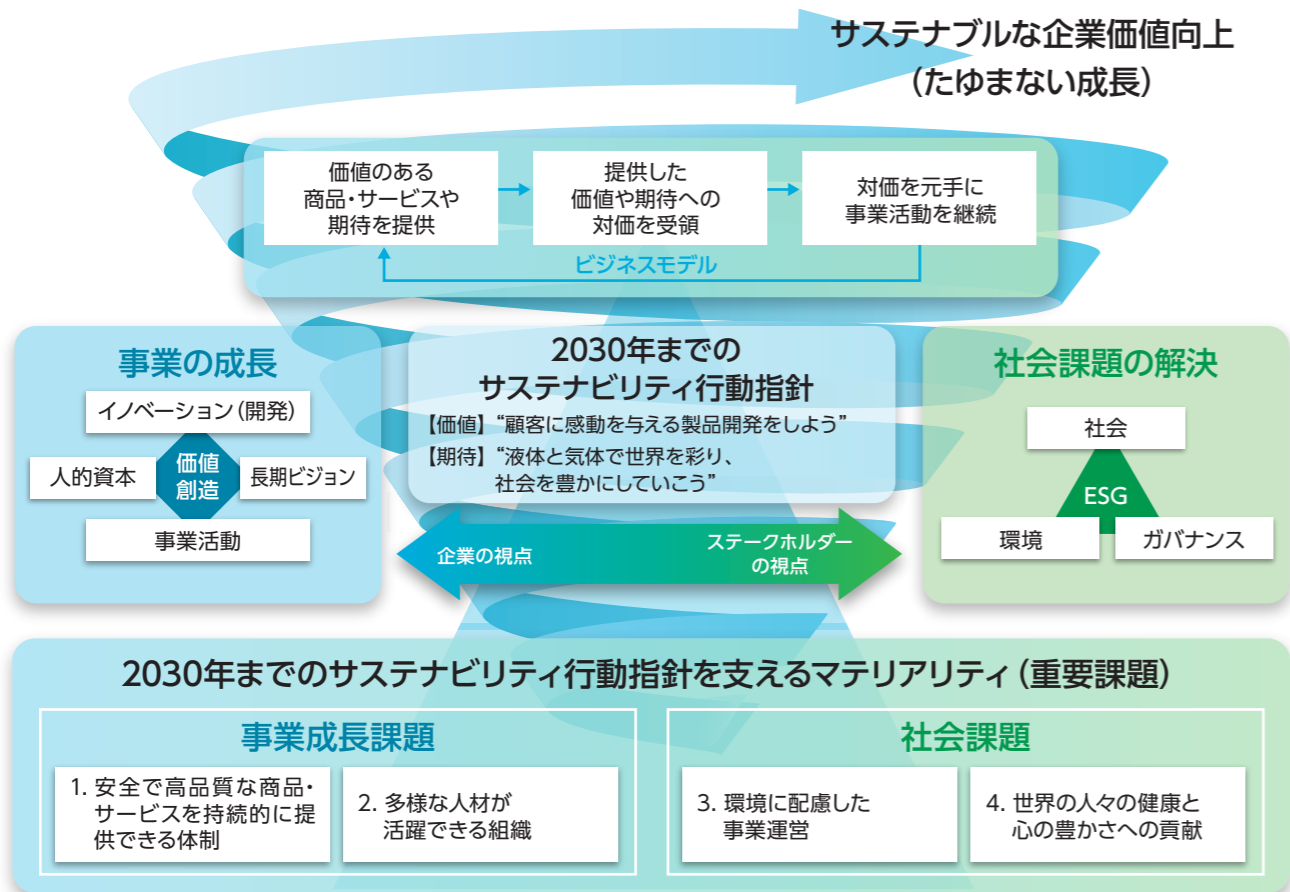 サステナブルな企業価値向上
(たゆまない成長)
価値のある
商品・サービスや
期待を提供
提供した
価値や期待への
対価を受領
対価を元手に
事業活動を継続
ビジネスモデル
事業の成長
イノベーション(開発)
人的資本
価値
創造
長期ビジョン
事業活動
2030年までの
サステナビリティ行動指針
【価値】“顧客に感動を与える製品開発をしよう”
【期待】“液体と気体で世界を彩り、
社会を豊かにしていこう”
企業の視点
ステークホルダー
の視点
社会課題の解決
社会
ESG
環境
ガバナンス
2030年までのサステナビリティ行動指針を支えるマテリアリティ(重要課題)
事業成長課題
1. 安全で高品質な商品・
サービスを持続的に提
供できる体制
2. 多様な人材が
活躍できる組織
社会課題
3. 環境に配慮した
事業運営
4. 世界の人々の健康と
心の豊かさへの貢献